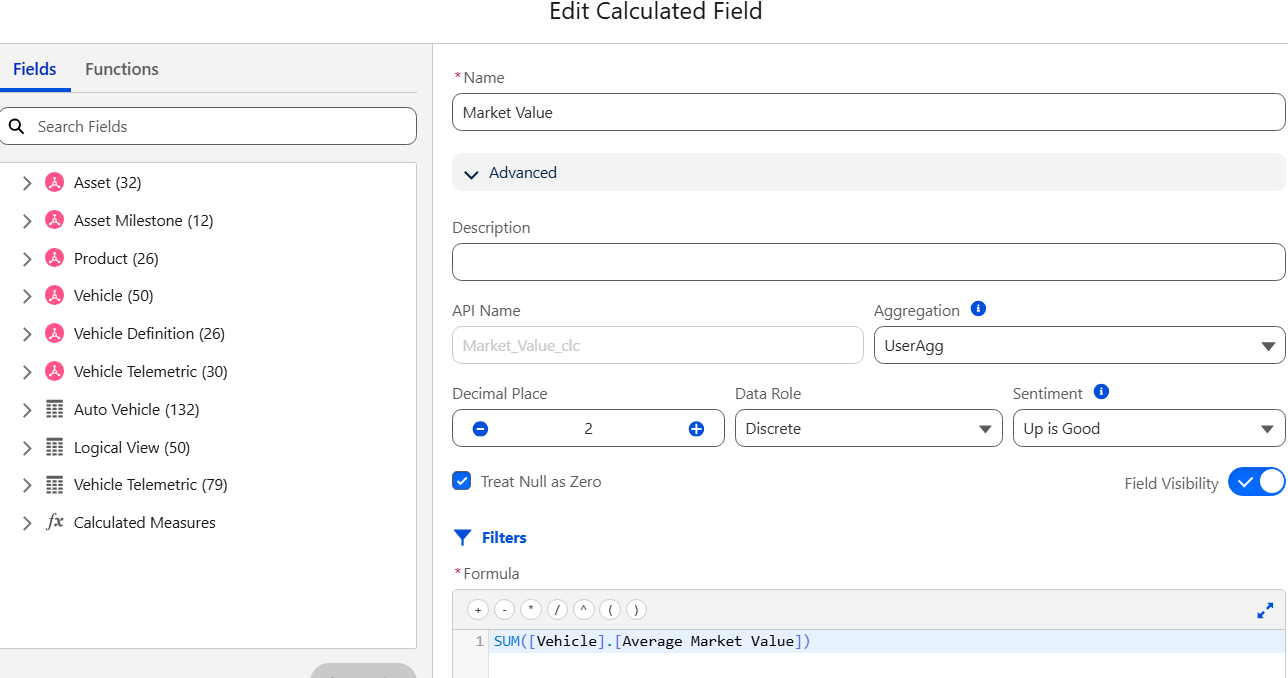 Edit Calculated Field
Fields Functions
Search Fields
Asset (32)
Asset Milestone (12)
Product (26)
Vehicle (50)
Vehicle Definition (26)
Vehicle Telemetric (30)
Auto Vehicle (132)
Logical View (50)
Vehicle Telemetric (79)
fx Calculated Measures
* Name
Market Value
Advanced
Description
API Name Aggregation
Market_Value_clc UserAgg
Decimal Place Data Role Sentiment
2 Discrete Up is Good
Treat Null as Zero Field Visibility
Filters
* Formula
+ - * / ^ ( )
1 SUM([Vehicle].[Average Market Value])